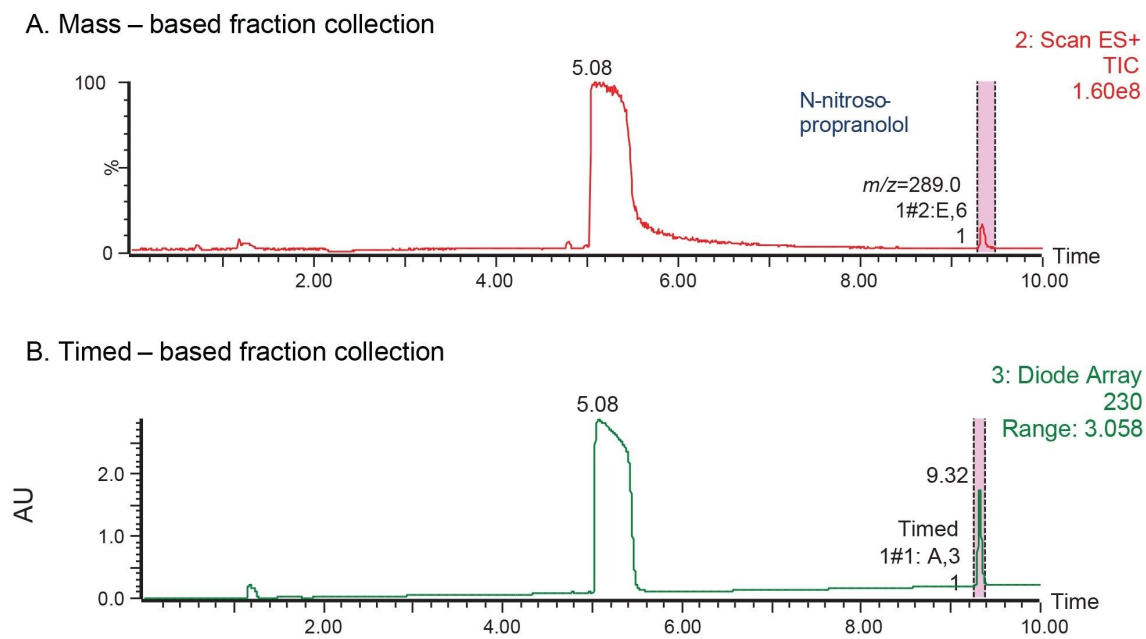 A. Mass – based fraction collection
2: Scan ES+
TIC
1.60e8
5.08
100
%
0
N-nitroso-
propranolol
m/z=289.0
1#2:E,6
1
Time
2.00 4.00 6.00 8.00 10.00
B. Timed – based fraction collection
3: Diode Array
230
Range: 3.058
5.08
9.32
AU
2.0
1.0
0.0
Timed
1#1: A,3
1
Time
2.00 4.00 6.00 8.00 10.00